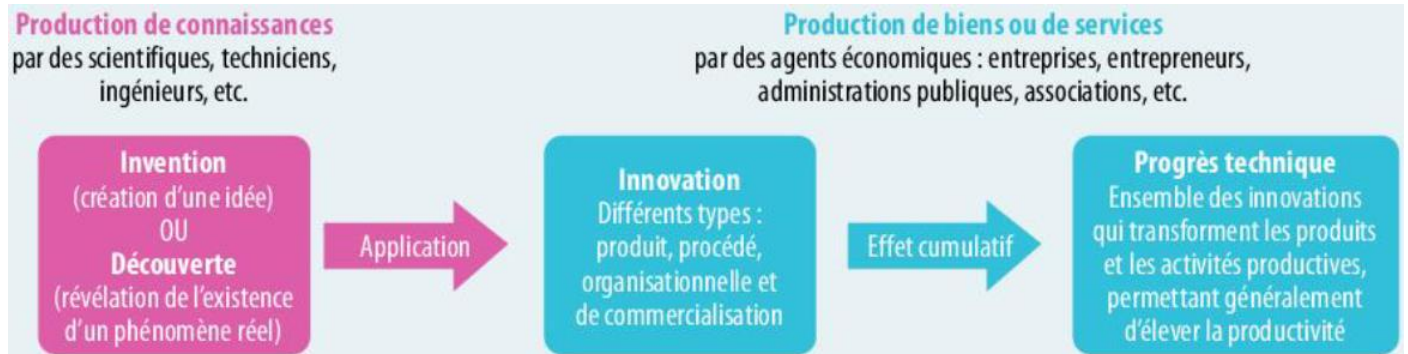 Production de connaissances
par des scientifiques, techniciens,
ingénieurs, etc.
Production de biens ou de services
par des agents économiques : entreprises, entrepreneurs,
administrations publiques, associations, etc.
Invention
(création d'une idée)
OU
Découverte
(révélation de l'existence
d'un phénomène réel)
Application
Innovation
Différents types :
produit, procédé,
organisationnelle et
de commercialisation
Effet cumulatif
Progrès technique
Ensemble des innovations
qui transforment les produits
et les activités productives,
permettant généralement
d'élever la productivité